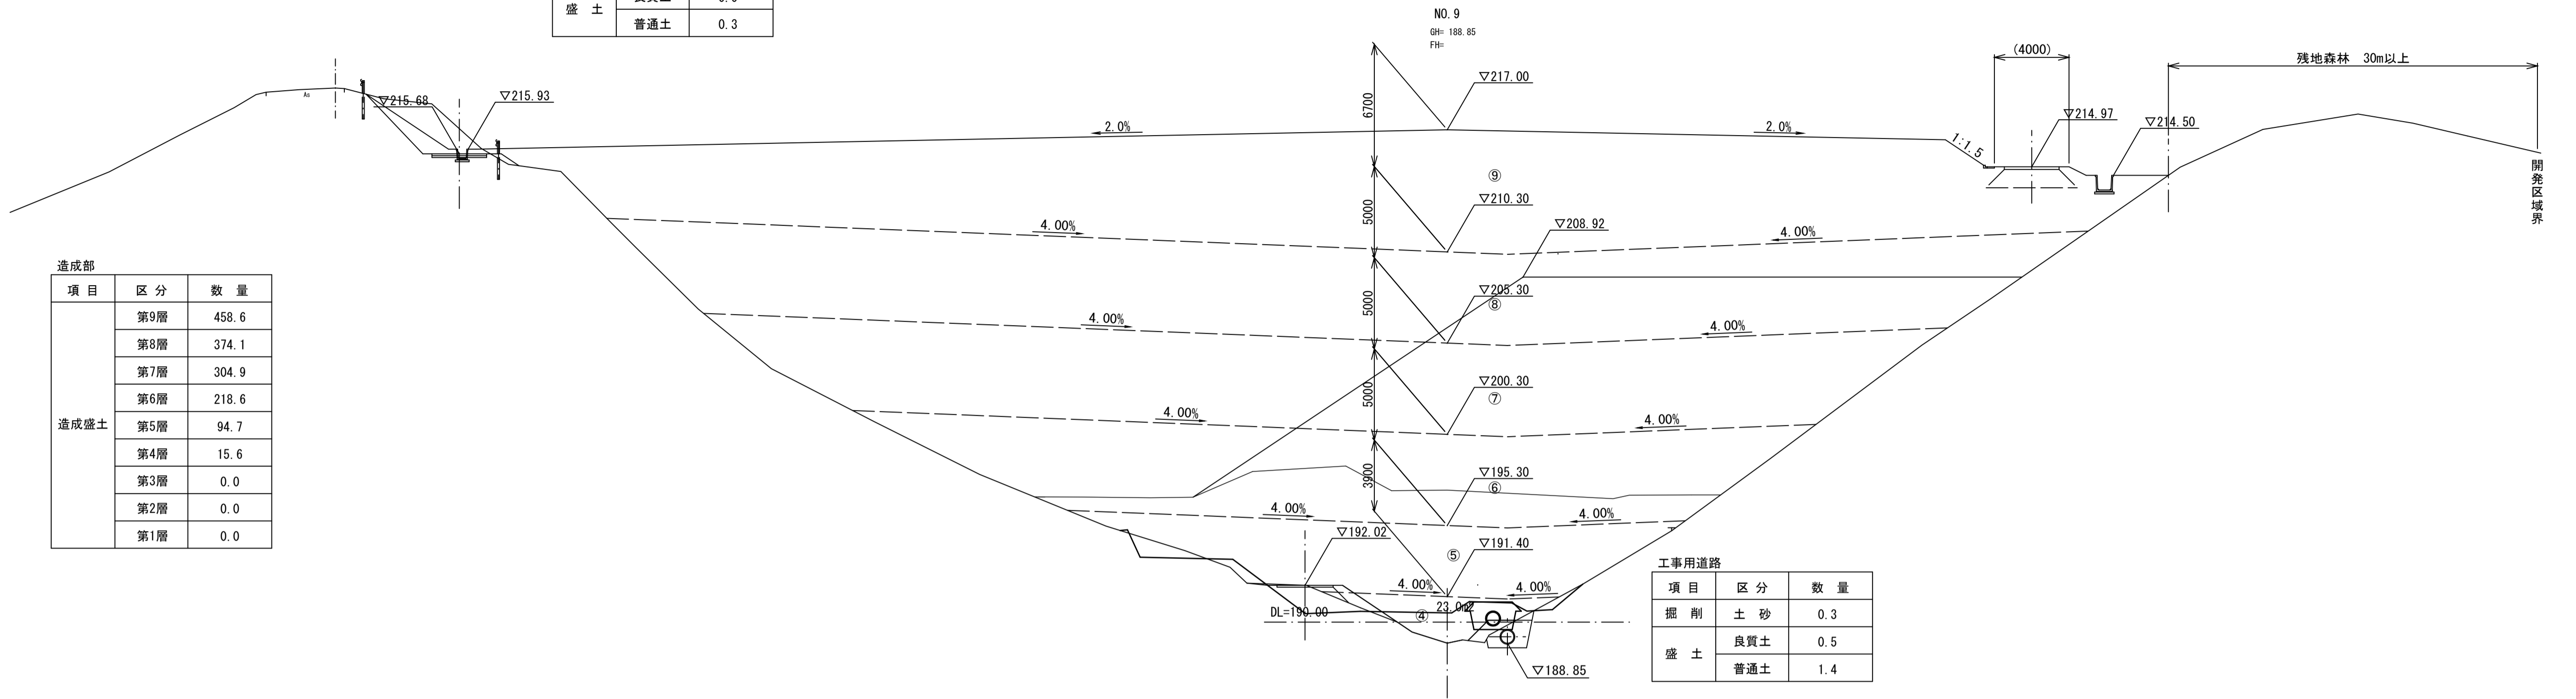 盛 土
普通土 0.3
NO.9
GH= 188.85
FH=
(4000)
残地森林 30m以上
As
▽215.68
▽215.93
▽217.00
6700
2.0%
2.0%
1:1.5
▽214.97
▽214.50
開発区域界
⑨
5000
▽210.30
▽208.92
4.00%
4.00%
造成部
項 目 区 分 数 量
造成盛土
第9層 458.6
第8層 374.1
第7層 304.9
第6層 218.6
第5層 94.7
第4層 15.6
第3層 0.0
第2層 0.0
第1層 0.0
5000
▽205.30
⑧
4.00%
4.00%
5000
▽200.30
⑦
4.00%
4.00%
3900
▽195.30
⑥
4.00%
4.00%
▽192.02
⑤
▽191.40
4.00%
4.00%
DL=190.00
④
▽188.85
工事用道路
項 目 区 分 数 量
掘 削 土 砂 0.3
盛 土
良質土 0.5
普通土 1.4